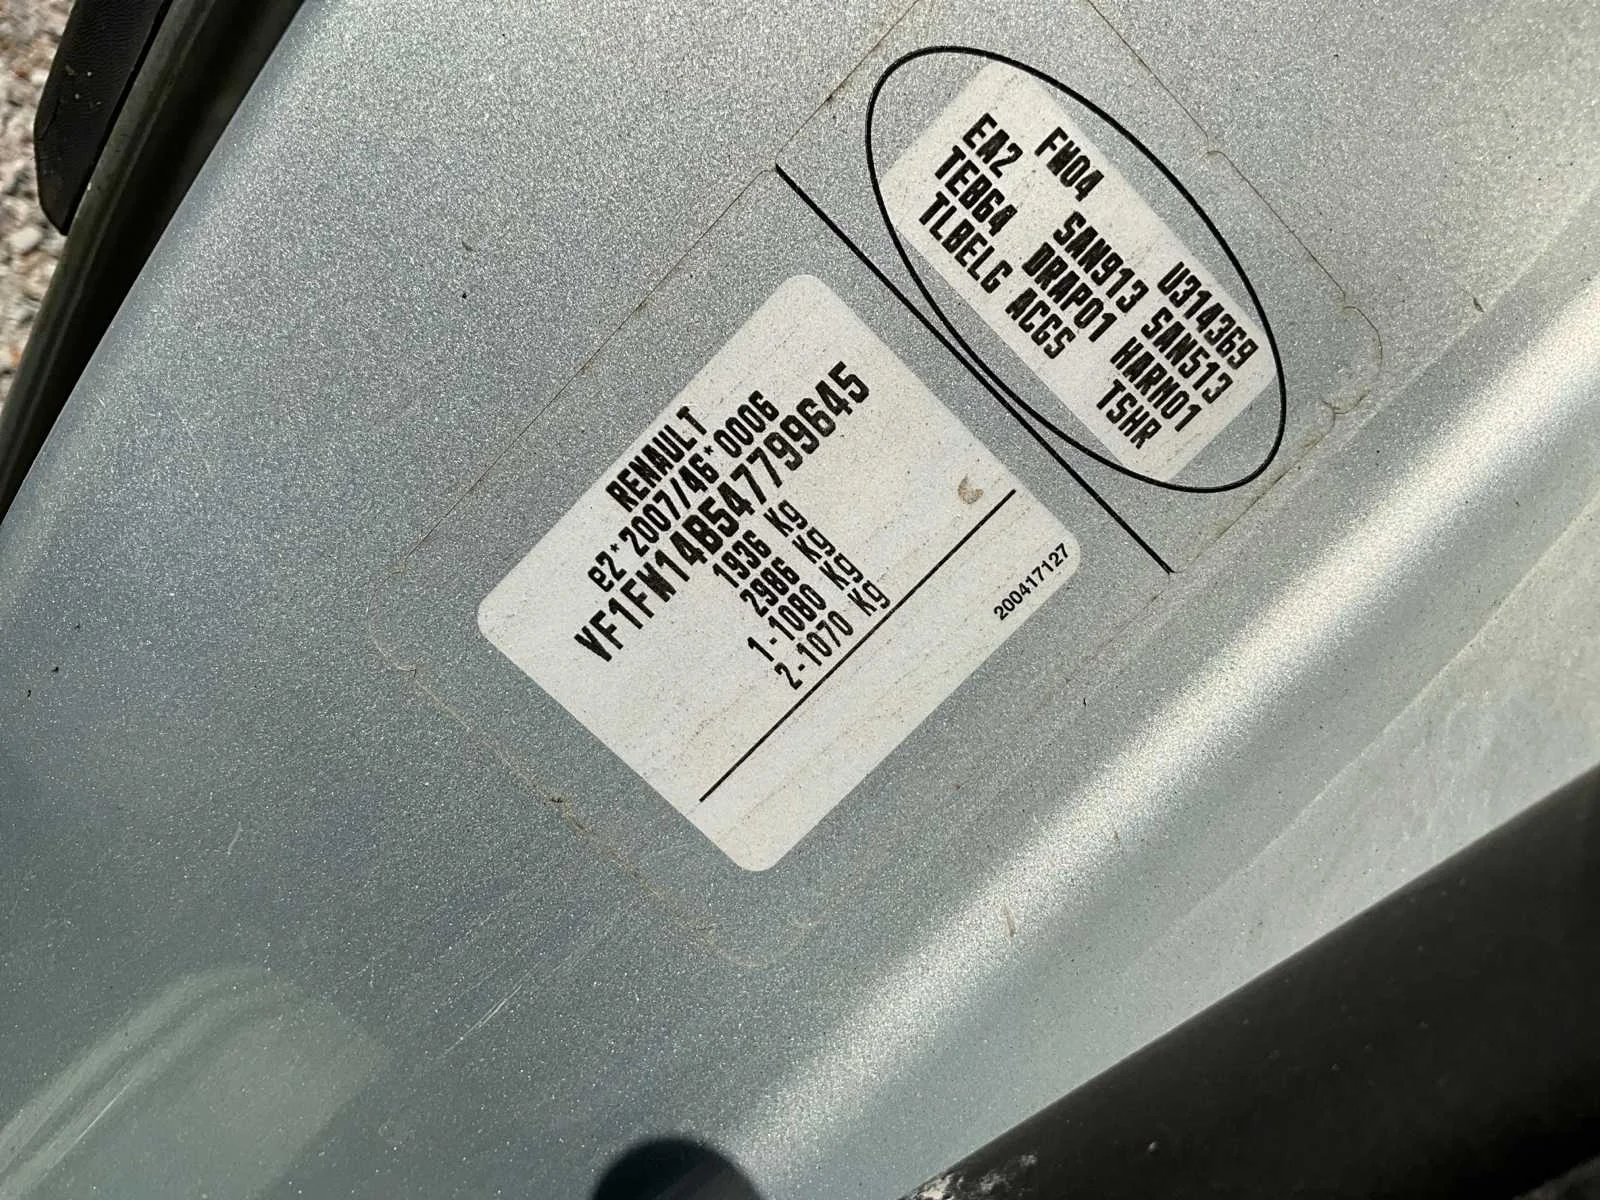 RENAULT
e2*2007/46*0006
VF1FW14B547799645
1936 Kg
2986 Kg
1-1080 Kg
2-1070 Kg
200417127
FW04 U314369
EA2 SAN913 SAN513
TEB64 DRAP01 HARM01
TLBELG ACGS TSHR